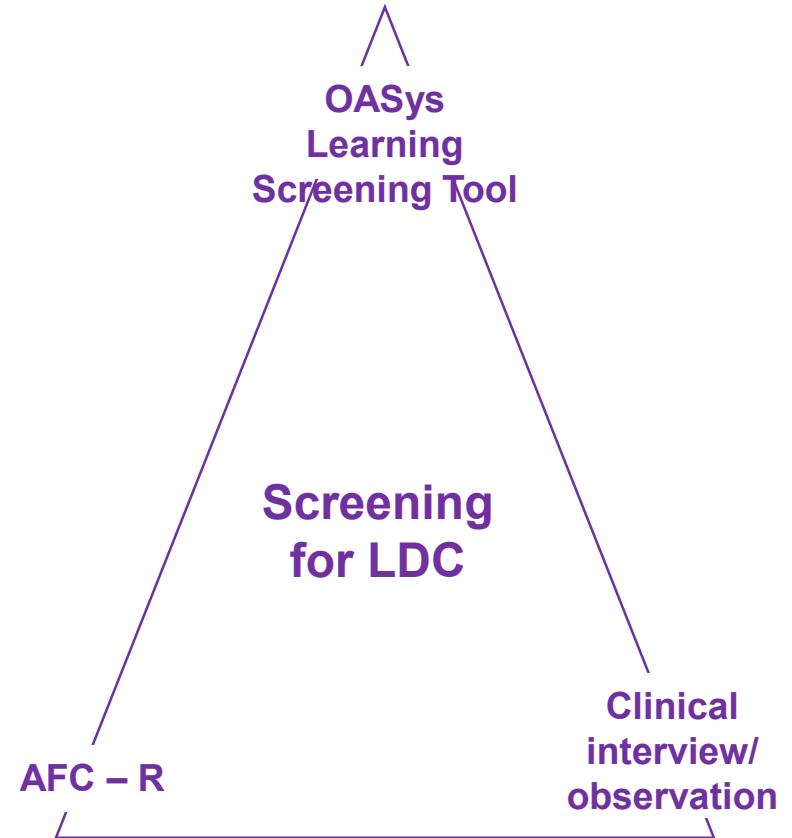 OASys
Learning
Screening Tool
Screening
for LDC
Clinical
interview/
observation
AFC – R